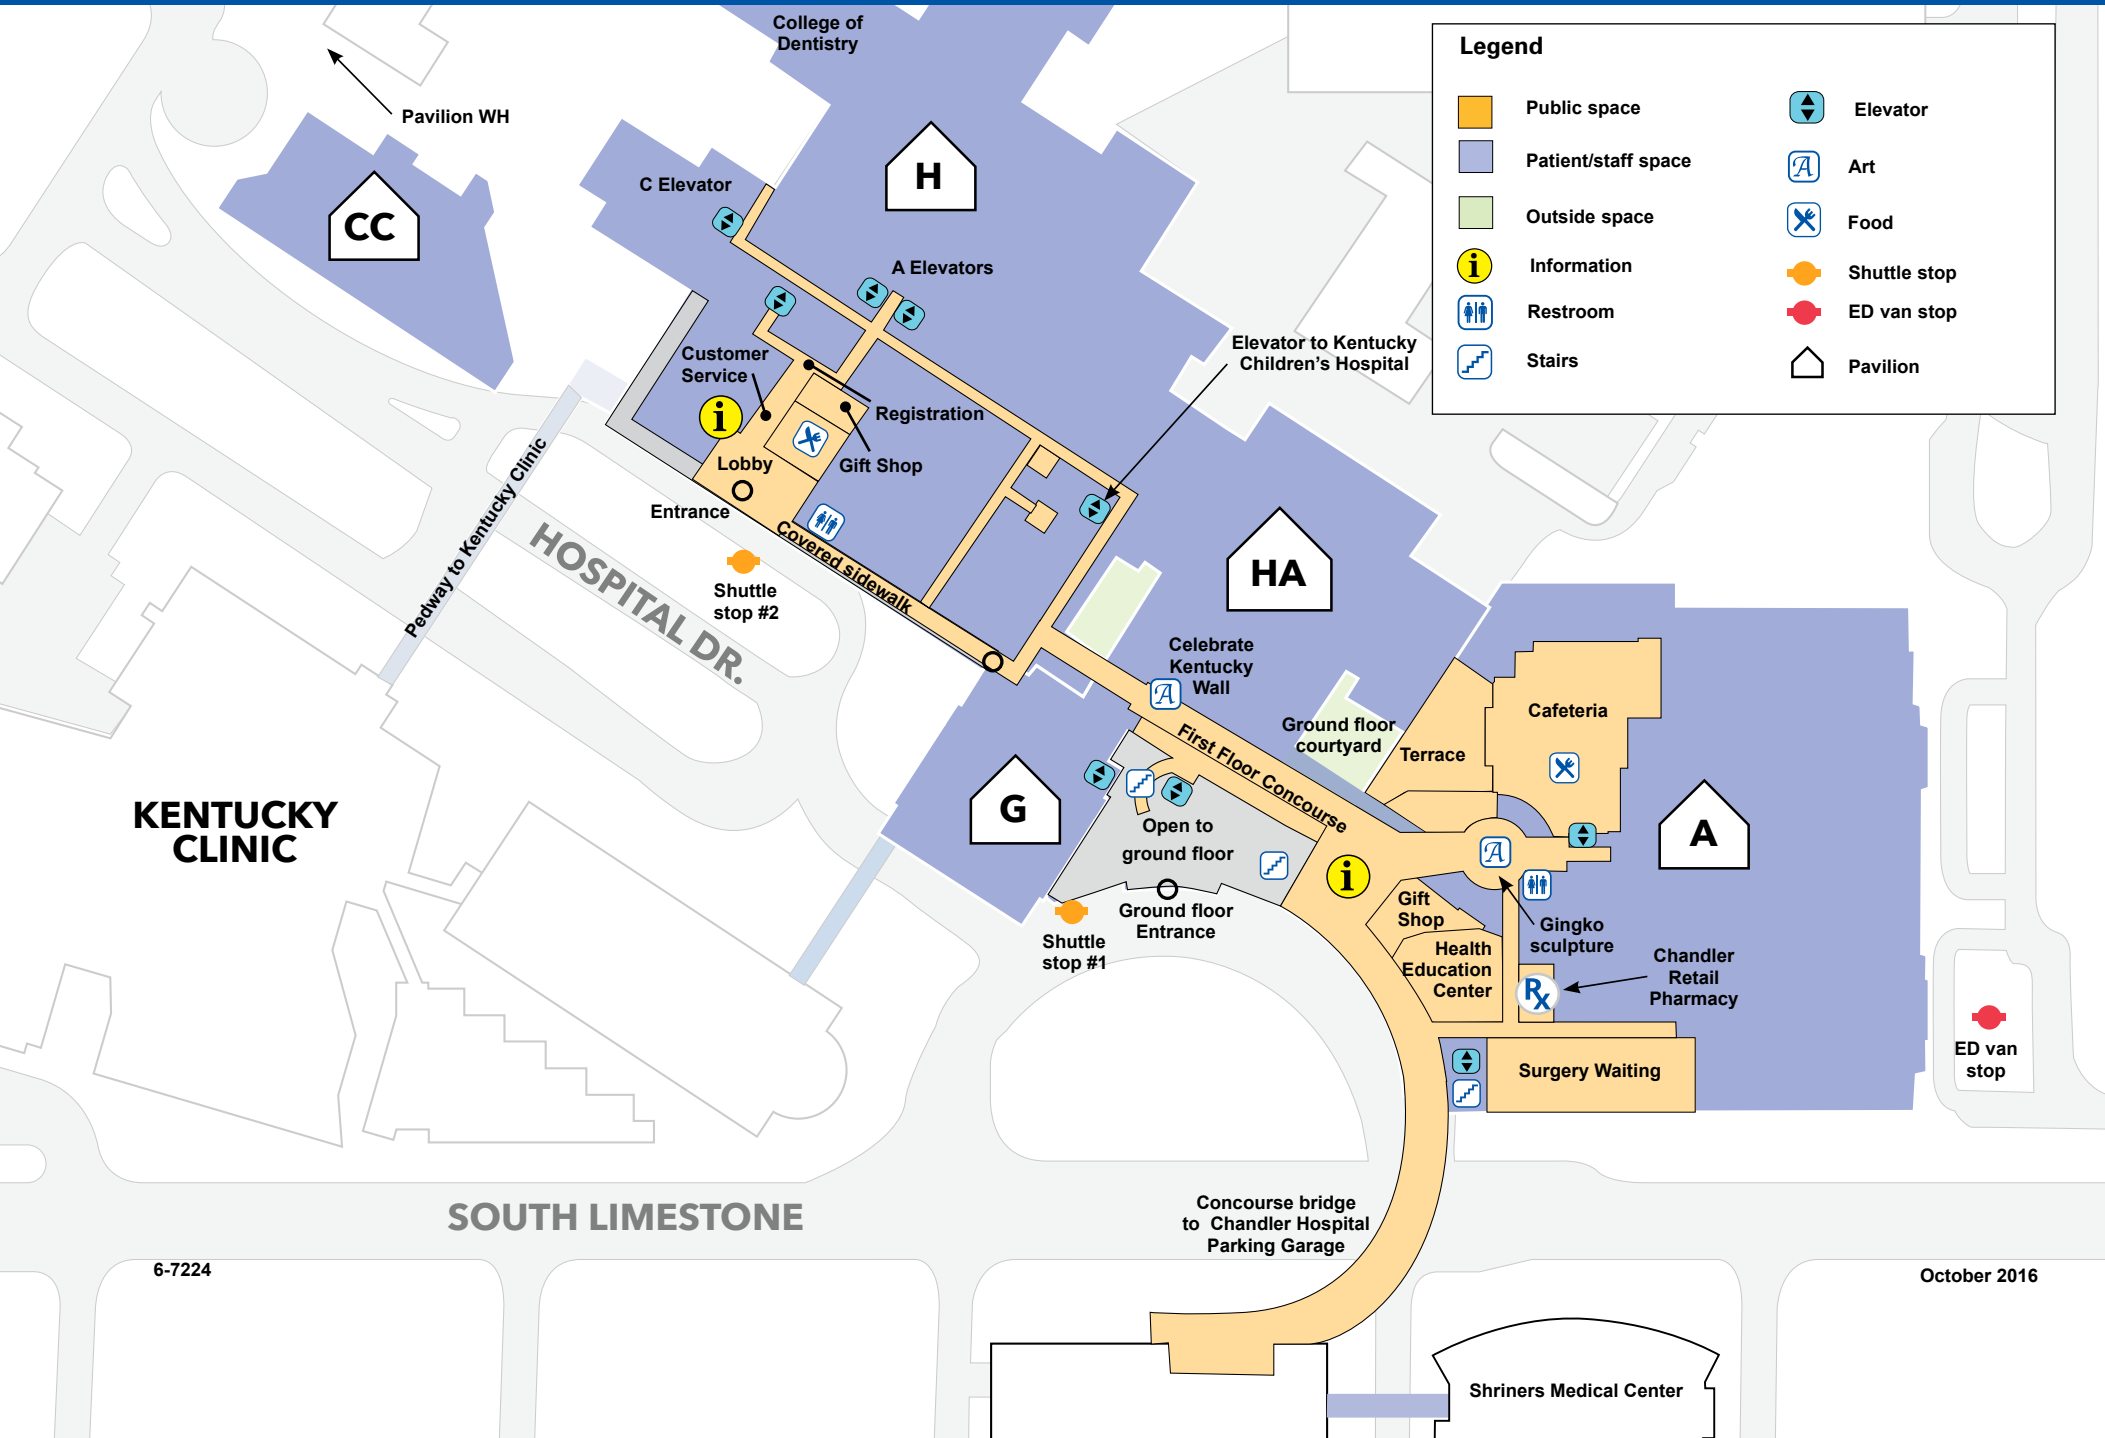 College of
Dentistry
Legend
Public space
Patient/staff space
Outside space
i
Information
Restroom
Stairs
Elevator
A
Art
Food
Shuttle stop
ED van stop
Pavilion
Pavilion WH
CC
C Elevator
H
A Elevators
Elevator to Kentucky
Children's Hospital
Customer
Service
i
Registration
Gift Shop
Lobby
Entrance
Pedway to Kentucky Clinic
HOSPITAL DR.
Covered sidewalk
Shuttle
stop #2
HA
Celebrate
Kentucky
Wall
A
First Floor Concourse
Ground floor
courtyard
Terrace
Cafeteria
KENTUCKY
CLINIC
G
Open to
ground floor
i
A
A
Ground floor
Entrance
Shuttle
stop #1
Gift
Shop
Health
Education
Center
Gingko
sculpture
Chandler
Retail
Pharmacy
Rx
Surgery Waiting
ED van
stop
SOUTH LIMESTONE
Concourse bridge
to Chandler Hospital
Parking Garage
6-7224
October 2016
Shriners Medical Center